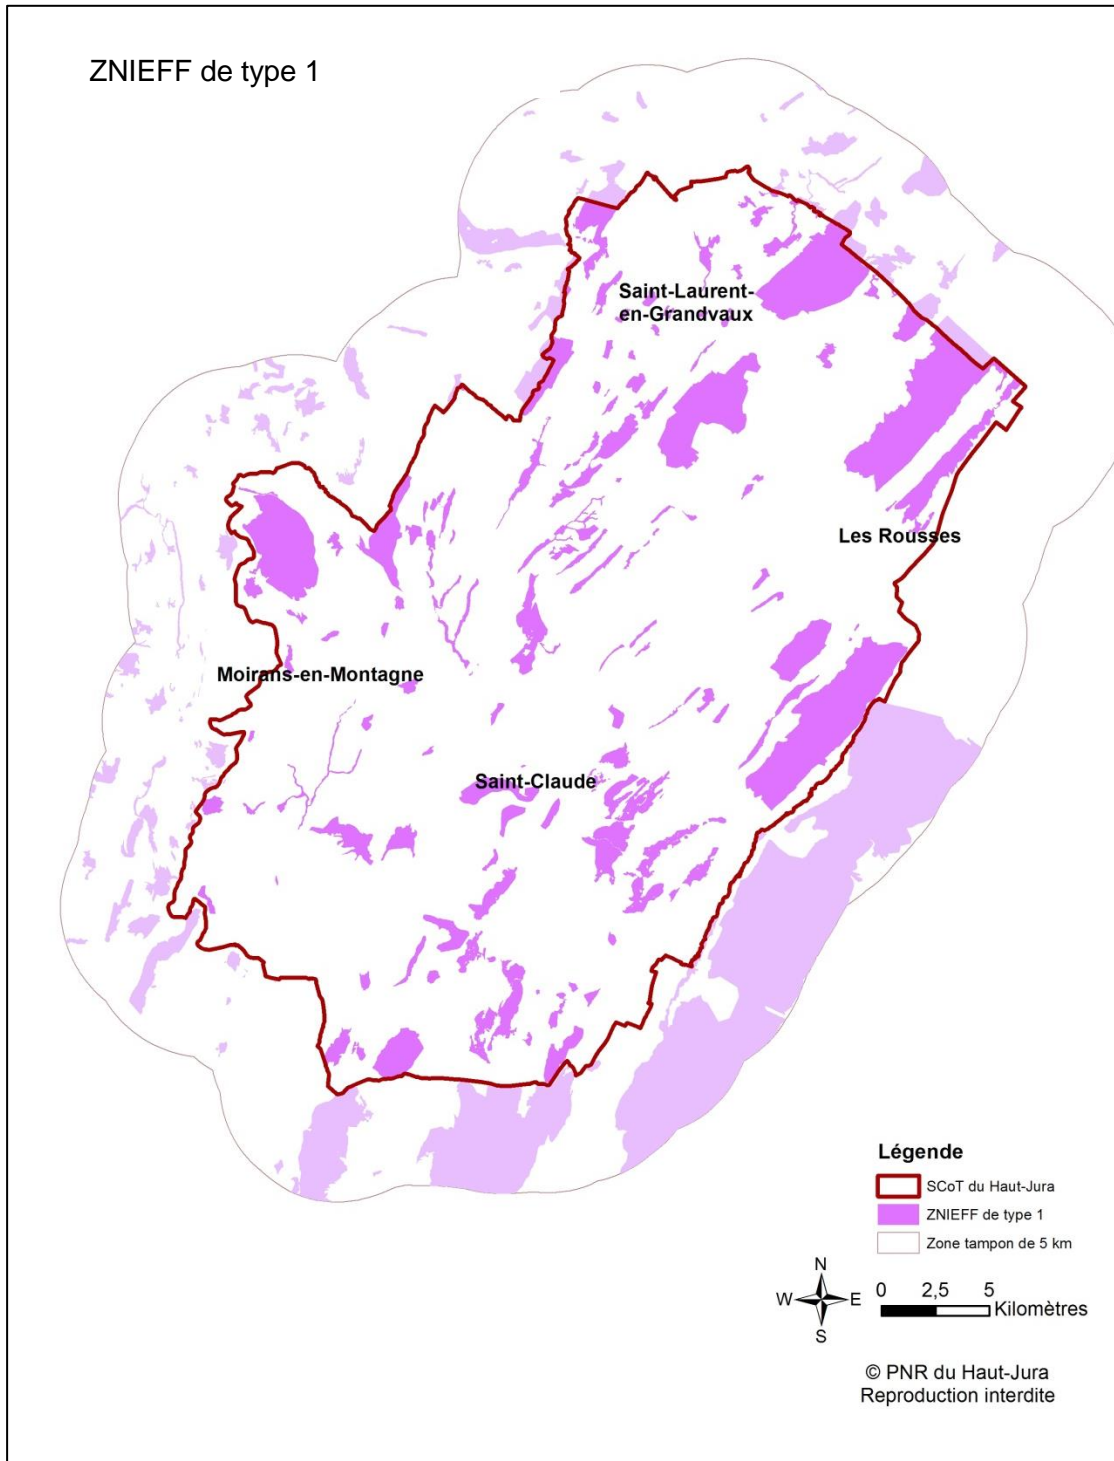 ZNIEFF de type 1
Saint-Laurent-
en-Grandvaux
Les Rousses
Moirans-en-Montagne
Saint-Claude
Légende
SCoT du Haut-Jura
ZNIEFF de type 1
Zone tampon de 5 km
N
W
E
S
0 2,5 5
Kilomètres
© PNR du Haut-Jura
Reproduction interdite